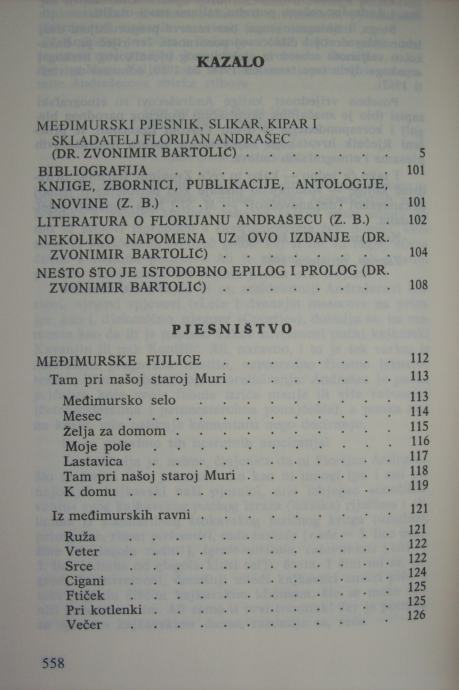 KAZALO
MEĐIMURSKI PJESNIK, SLIKAR, KIPAR I
SKLADATELJ FLORIJAN ANDRAŠEC
(DR. ZVONIMIR BARTOLIĆ) . . . . . . . 5
BIBLIOGRAFIJA . . . . . . . . . 101
KNJIGE, ZBORNICI, PUBLIKACIJE, ANTOLOGIJE,
NOVINE (Z. B.) . . . . . . . . . 101
LITERATURA O FLORIJANU ANDRAŠECU (Z. B.) . 102
NEKOLIKO NAPOMENA UZ OVO IZDANJE (DR.
ZVONIMIR BARTOLIĆ) . . . . . . . 104
NEŠTO ŠTO JE ISTODOBNO EPILOG I PROLOG (DR.
ZVONIMIR BARTOLIĆ) . . . . . . . 108
PJESNIŠTVO
MEĐIMURSKE FIJLICE . . . . . . . 112
Tam pri našoj staroj Muri . . . . . . . 113
Međimursko selo . . . . . . . . 113
Mesec . . . . . . . . . . 114
Želja za domom . . . . . . . . 115
Moje pole . . . . . . . . . 116
Lastavica . . . . . . . . . 117
Tam pri našoj staroj Muri . . . . . . 118
K domu . . . . . . . . . . 119
Iz međimurskih ravni . . . . . . . . 121
Ruža . . . . . . . . . . 121
Veter . . . . . . . . . . 122
Srce . . . . . . . . . . 122
Cigani . . . . . . . . . . 124
Ftiček . . . . . . . . . . 125
Pri kotlenki . . . . . . . . . 125
Večer . . . . . . . . . . 126
558